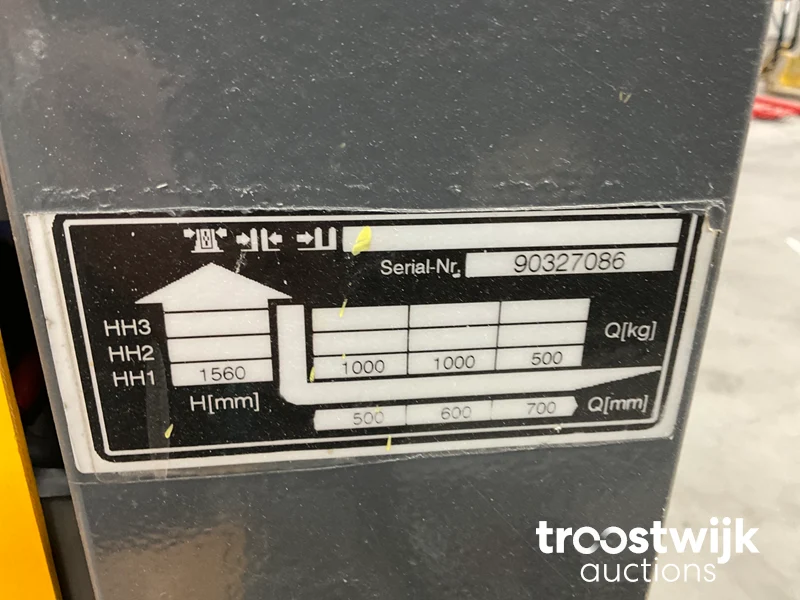 Serial-Nr. 90327086
HH3 Q[kg]
HH2
HH1 1560 1000 1000 500
H[mm] 500 600 700 Q[mm]
troostwijk
auctions